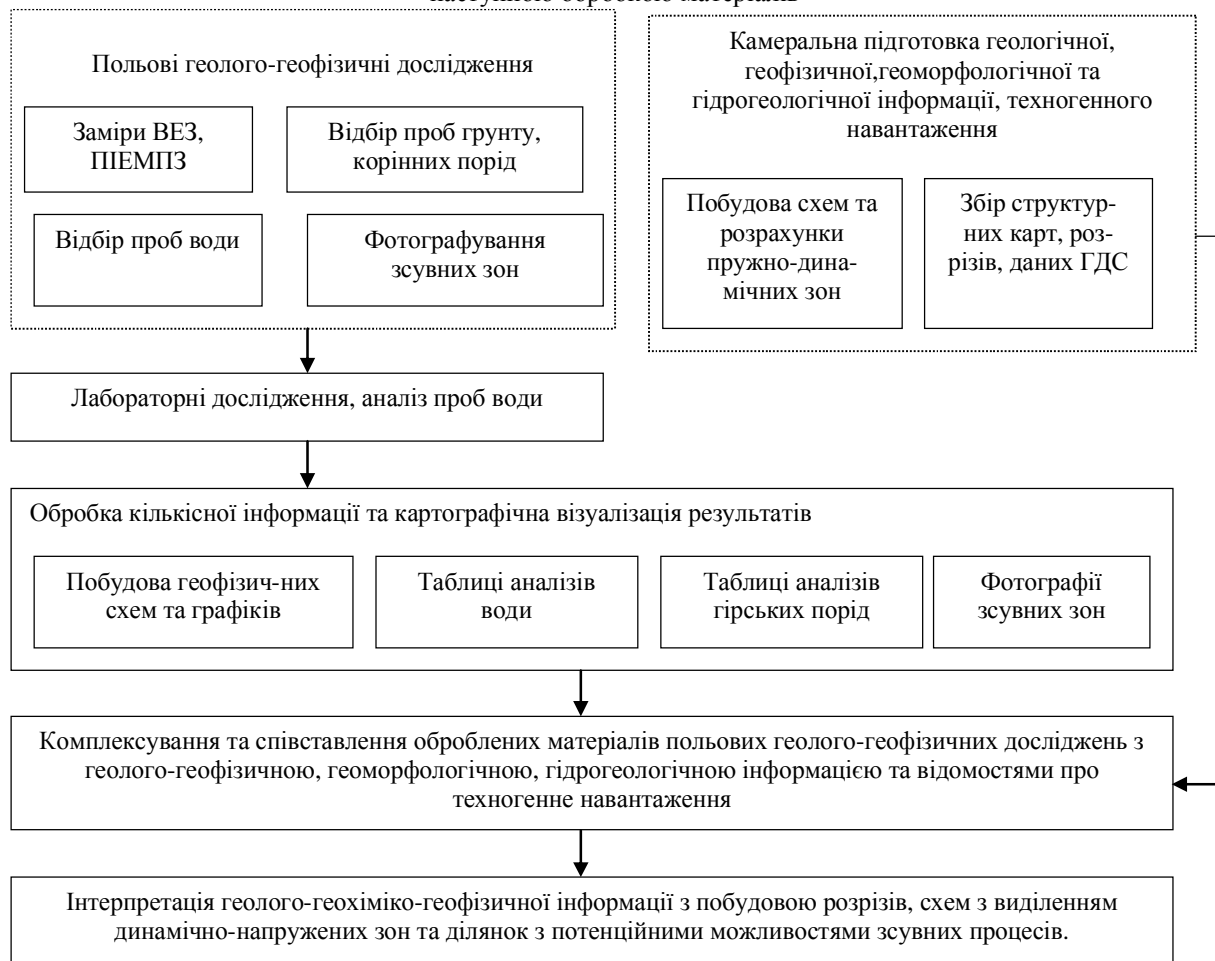 наступною обробкою матеріалів
Польові геолого-геофізичні дослідження
Заміри ВЕЗ,
ПІЕМПЗ
Відбір проб грунту,
корінних порід
Відбір проб води
Фотографування
зсувних зон
Камеральна підготовка геологічної,
геофізичної,геоморфологічної та
гідрогеологічної інформації, техногенного
навантаження
Побудова схем та
розрахунки
пружно-дина-
мічних зон
Збір структур-
них карт, роз-
різів, даних ГДС
Лабораторні дослідження, аналіз проб води
Обробка кількісної інформації та картографічна візуалізація результатів
Побудова геофізич-них
схем та графіків
Таблиці аналізів
води
Таблиці аналізів
гірських порід
Фотографії
зсувних зон
Комплексування та співставлення оброблених матеріалів польових геолого-геофізичних досліджень з
геолого-геофізичною, геоморфологічною, гідрогеологічною інформацією та відомостями про
техногенне навантаження
Інтерпретація геолого-геохіміко-геофізичної інформації з побудовою розрізів, схем з виділенням
динамічно-напружених зон та ділянок з потенційними можливостями зсувних процесів.